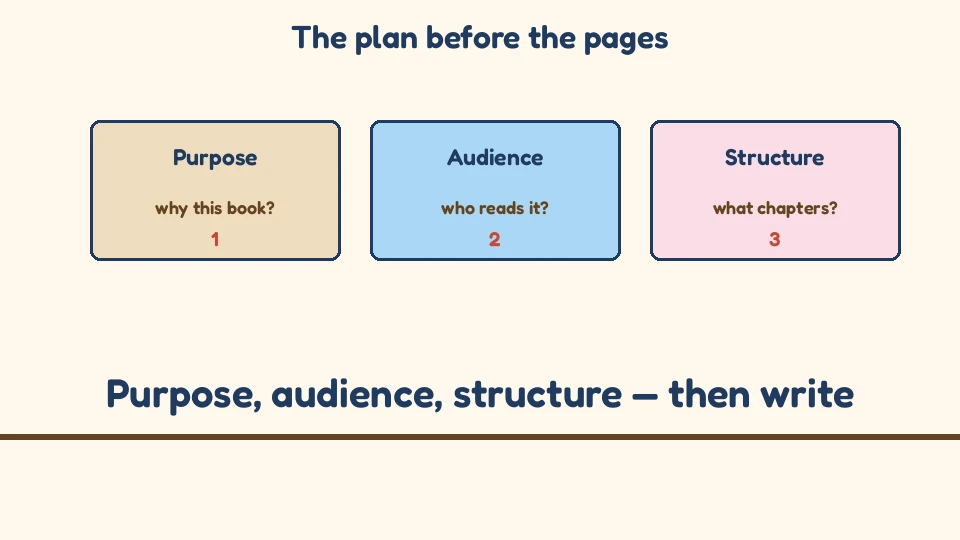 The plan before the pages
Purpose
why this book?
1
Audience
who reads it?
2
Structure
what chapters?
3
Purpose, audience, structure — then write